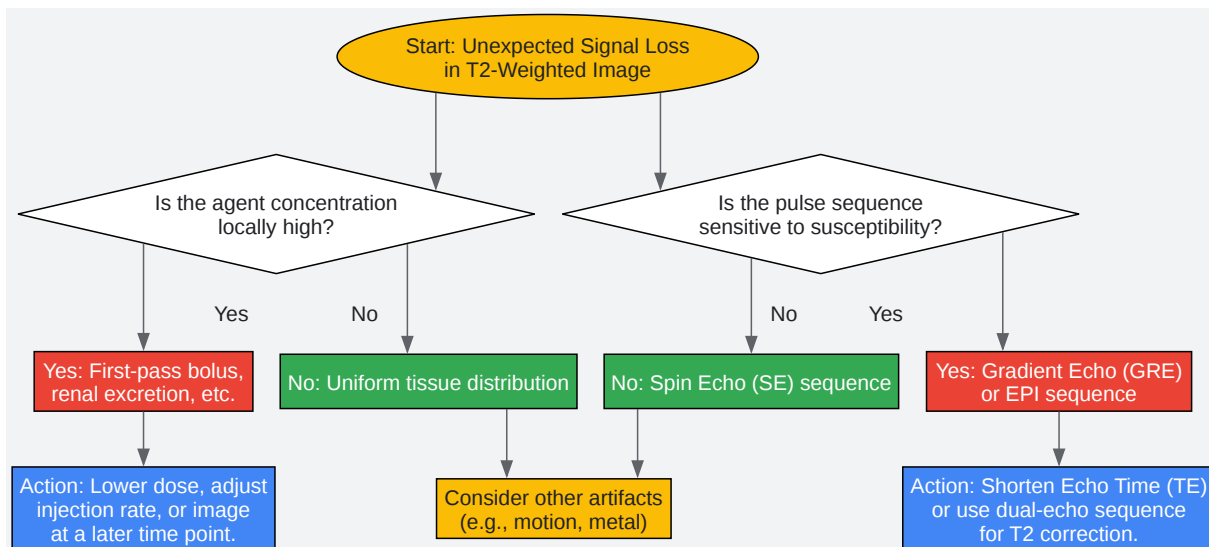 Start: Unexpected Signal Loss
in T2-Weighted Image
Is the agent concentration
locally high?
Is the pulse sequence
sensitive to susceptibility?
Yes
No
No
Yes
Yes: First-pass bolus,
renal excretion, etc.
No: Uniform tissue distribution
No: Spin Echo (SE) sequence
Yes: Gradient Echo (GRE)
or EPI sequence
Action: Lower dose, adjust
injection rate, or image
at a later time point.
Consider other artifacts
(e.g., motion, metal)
Action: Shorten Echo Time (TE)
or use dual-echo sequence
for T2 correction.